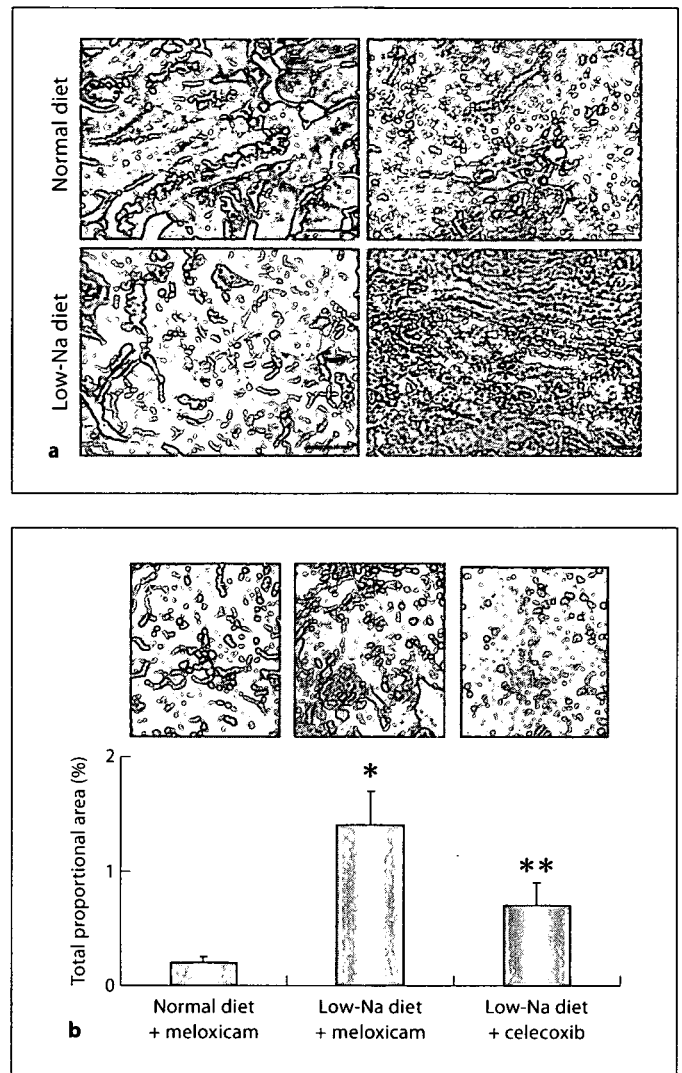 Normal diet
Low-Na diet
a
*
**
2
1
0
Total proportional area (%)
Normal diet
+ meloxicam
Low-Na diet
+ meloxicam
Low-Na diet
+ celecoxib
b